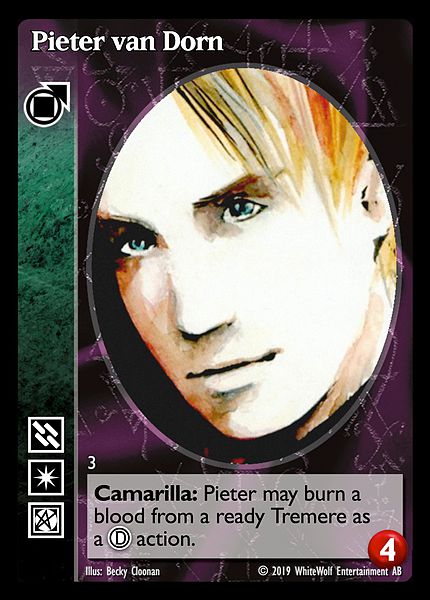 Pieter van Dorn
3
Camarilla: Pieter may burn a
blood from a ready Tremere as
a D action.
4
Illus: Becky Cloonan © 2019 WhiteWolf Entertainment AB